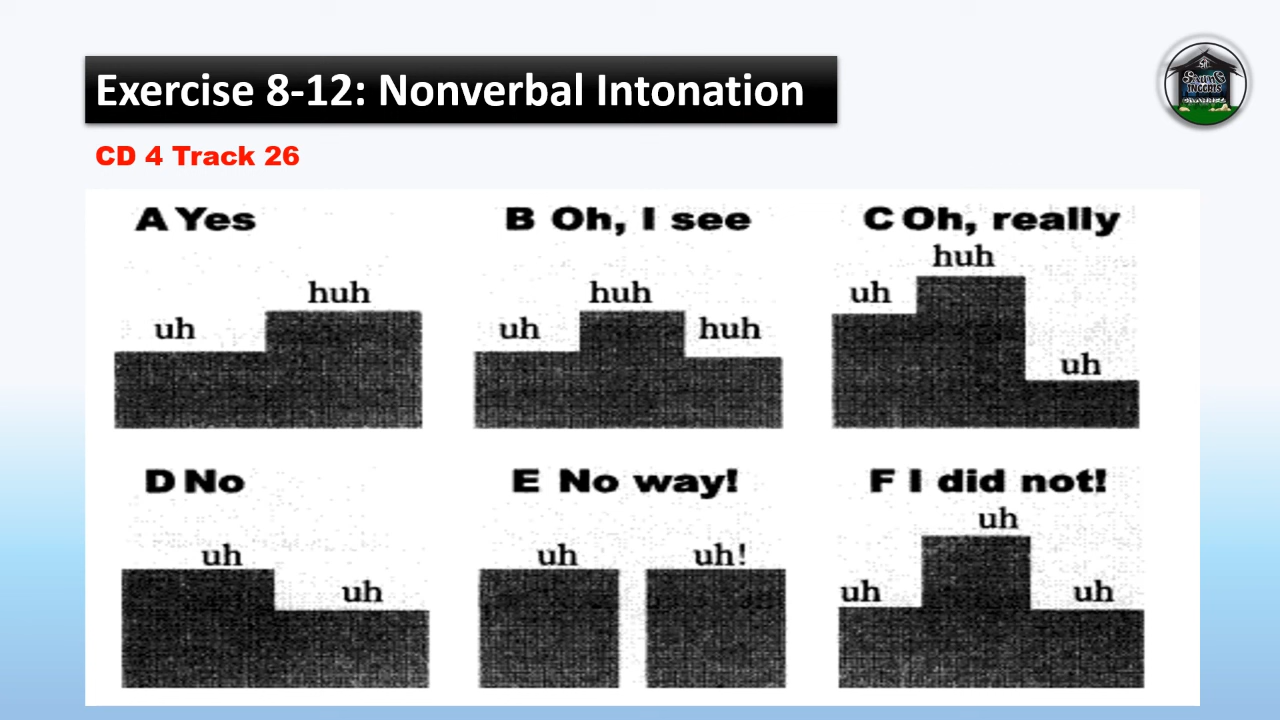 Exercise 8-12: Nonverbal Intonation
CD 4 Track 26
A Yes
uh
huh
B Oh, I see
uh
huh
huh
C Oh, really
uh
huh
uh
D No
uh
uh
E No way!
uh
uh!
F I did not!
uh
uh
uh